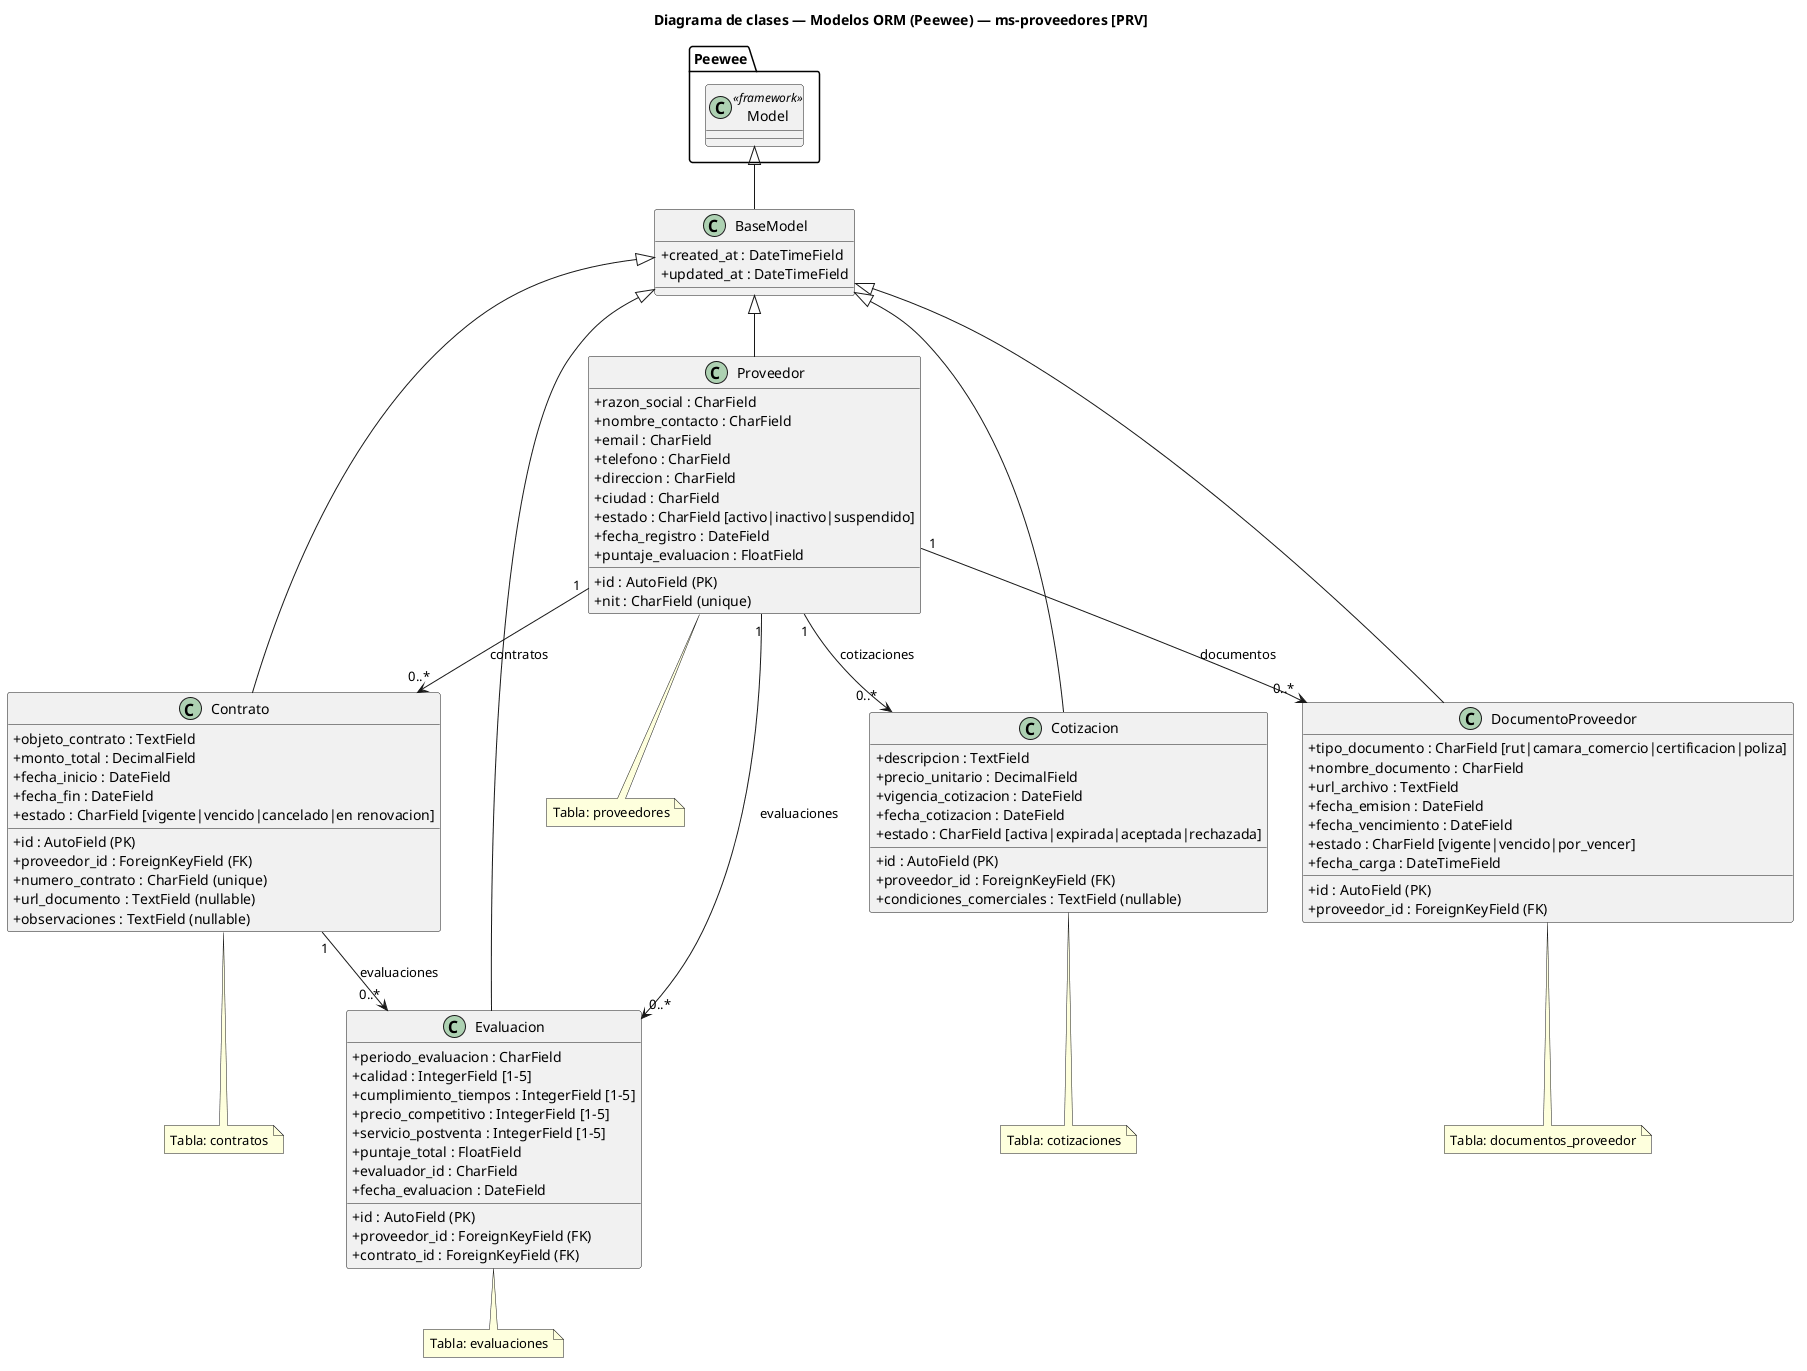 Diagrama de clases — Modelos ORM (Peewee) — ms-proveedores [PRV]
Peewee
C
«framework»
Model
C BaseModel
+created_at : DateTimeField
+updated_at : DateTimeField
C Proveedor
+razon_social : CharField
+nombre_contacto : CharField
+email : CharField
+telefono : CharField
+direccion : CharField
+ciudad : CharField
+estado : CharField [activo|inactivo|suspendido]
+fecha_registro : DateField
+puntaje_evaluacion : FloatField
+id : AutoField (PK)
+nit : CharField (unique)
1
1
1
1
contratos
cotizaciones
documentos
0..*
0..*
0..*
C Contrato
+objeto_contrato : TextField
+monto_total : DecimalField
+fecha_inicio : DateField
+fecha_fin : DateField
+estado : CharField [vigente|vencido|cancelado|en renovacion]
+id : AutoField (PK)
+proveedor_id : ForeignKeyField (FK)
+numero_contrato : CharField (unique)
+url_documento : TextField (nullable)
+observaciones : TextField (nullable)
Tabla: proveedores
evaluaciones
C Cotizacion
+descripcion : TextField
+precio_unitario : DecimalField
+vigencia_cotizacion : DateField
+fecha_cotizacion : DateField
+estado : CharField [activa|expirada|aceptada|rechazada]
+id : AutoField (PK)
+proveedor_id : ForeignKeyField (FK)
+condiciones_comerciales : TextField (nullable)
C DocumentoProveedor
+tipo_documento : CharField [rut|camara_comercio|certificacion|poliza]
+nombre_documento : CharField
+url_archivo : TextField
+fecha_emision : DateField
+fecha_vencimiento : DateField
+estado : CharField [vigente|vencido|por_vencer]
+fecha_carga : DateTimeField
+id : AutoField (PK)
+proveedor_id : ForeignKeyField (FK)
1
evaluaciones
0..*
0..*
C Evaluacion
+periodo_evaluacion : CharField
+calidad : IntegerField [1-5]
+cumplimiento_tiempos : IntegerField [1-5]
+precio_competitivo : IntegerField [1-5]
+servicio_postventa : IntegerField [1-5]
+puntaje_total : FloatField
+evaluador_id : CharField
+fecha_evaluacion : DateField
+id : AutoField (PK)
+proveedor_id : ForeignKeyField (FK)
+contrato_id : ForeignKeyField (FK)
Tabla: contratos
Tabla: cotizaciones
Tabla: documentos_proveedor
Tabla: evaluaciones